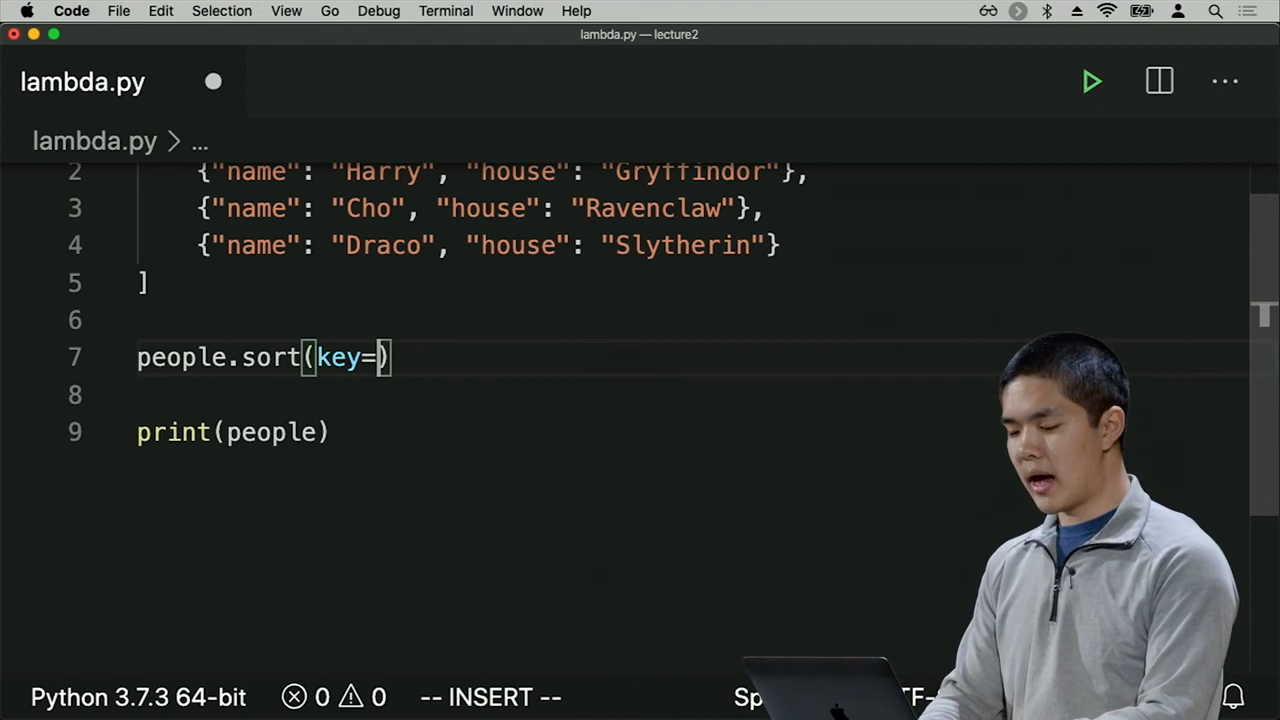 Code File Edit Selection View Go Debug Terminal Window Help
lambda.py — lecture2
lambda.py
lambda.py > ...
2 {"name": "Harry", "house": "Gryffindor"},
3 {"name": "Cho", "house": "Ravenclaw"},
4 {"name": "Draco", "house": "Slytherin"}
5 ]
6
7 people.sort(key=)
8
9 print(people)
Python 3.7.3 64-bit 0 0 -- INSERT -- Sp TF-